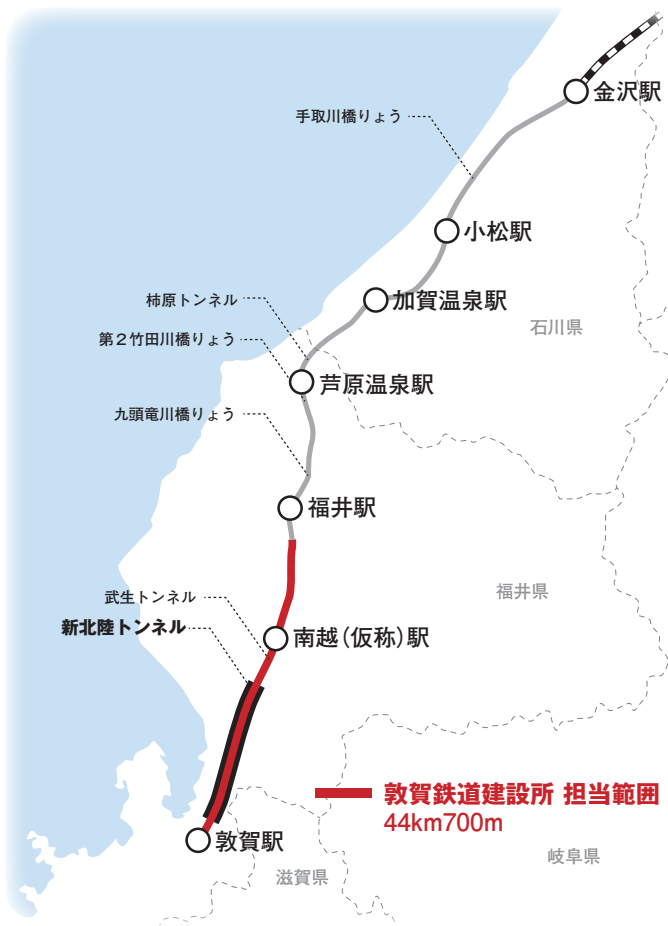 金沢駅
手取川橋りょう
小松駅
加賀温泉駅
柿原トンネル
石川県
第2竹田川橋りょう
芦原温泉駅
九頭竜川橋りょう
福井駅
福井県
武生トンネル
新北陸トンネル
南越(仮称)駅
敦賀鉄道建設所 担当範囲
44km700m
敦賀駅
岐阜県
滋賀県